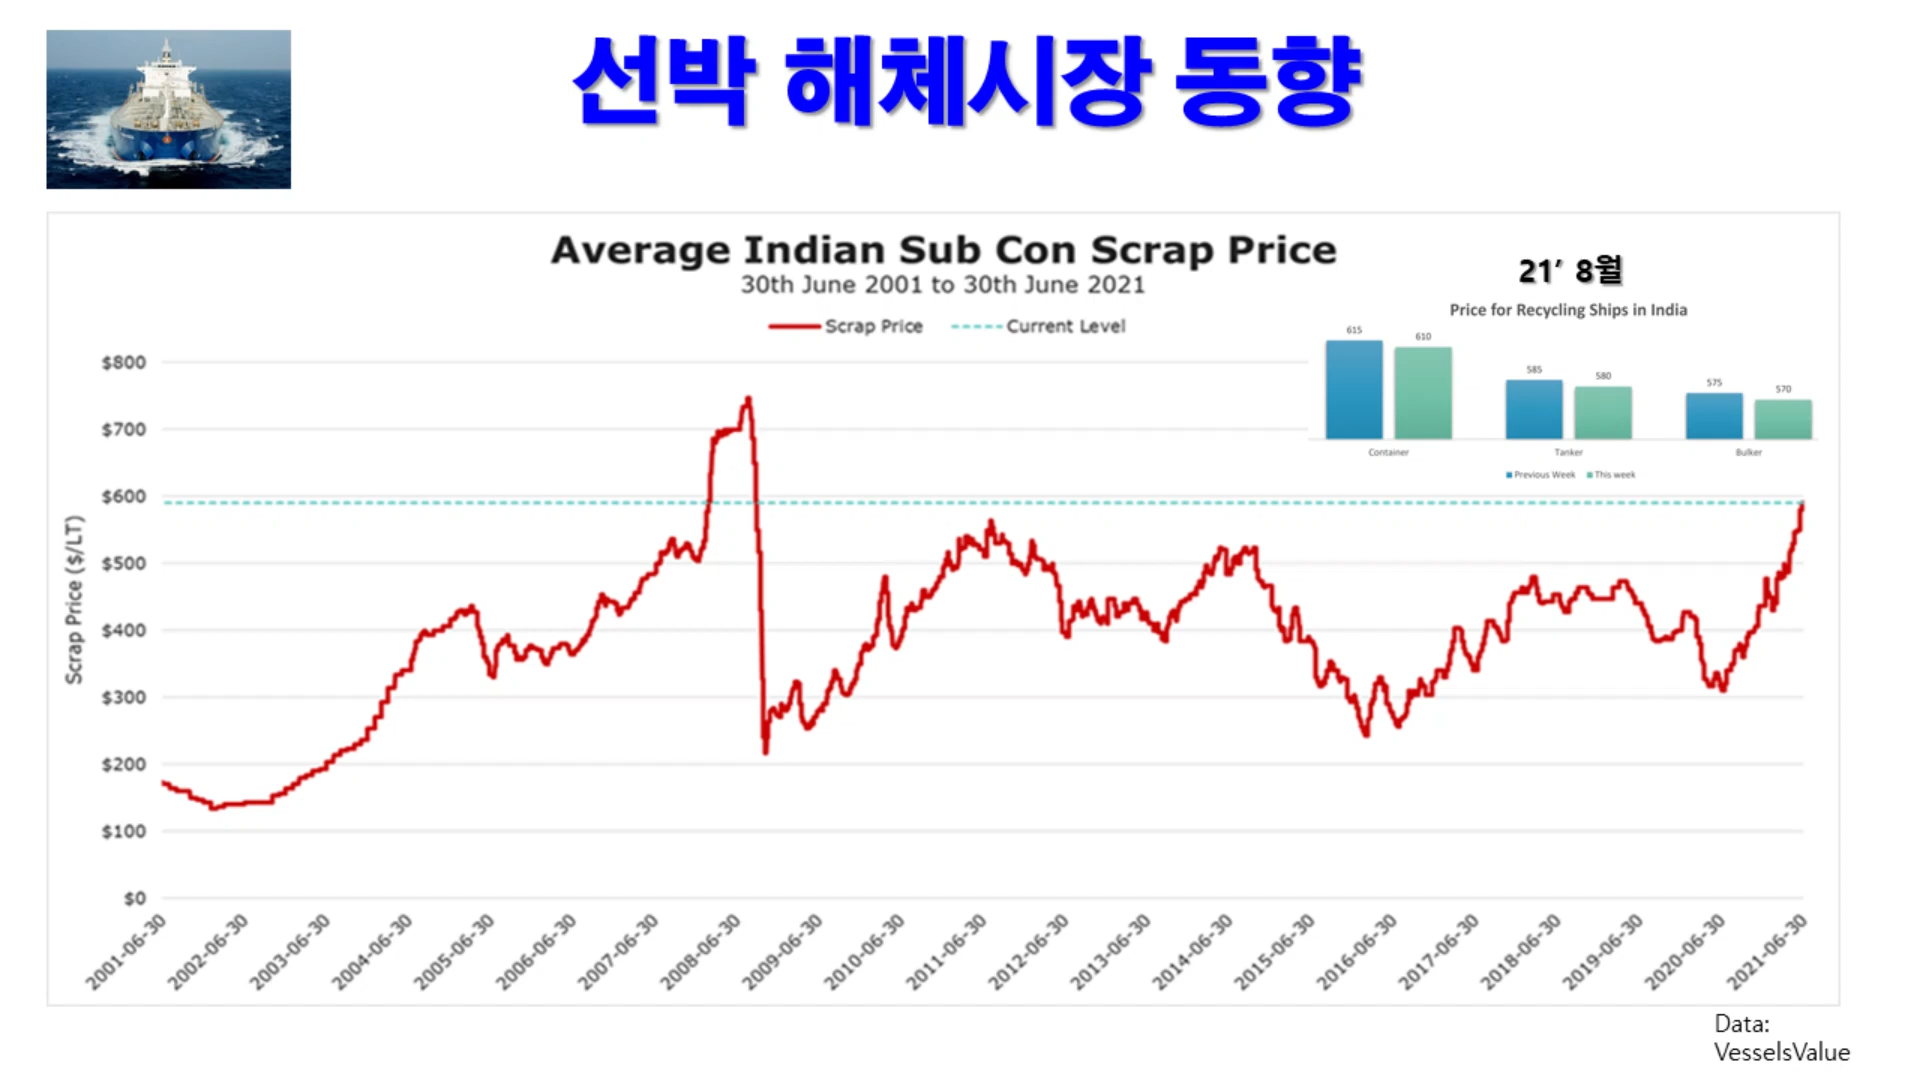 선박 해체시장 동향
Average Indian Sub Con Scrap Price
30th June 2001 to 30th June 2021
Scrap Price
Current Level
21′ 8월
Price for Recycling Ships in India
615
610
585
580
575
570
Container
Tanker
Bulker
Previous Week
This week
Scrap Price ($/LT)
$800
$700
$600
$500
$400
$300
$200
$100
$0
2001-06-30
2002-06-30
2003-06-30
2004-06-30
2005-06-30
2006-06-30
2007-06-30
2008-06-30
2009-06-30
2010-06-30
2011-06-30
2012-06-30
2013-06-30
2014-06-30
2015-06-30
2016-06-30
2017-06-30
2018-06-30
2019-06-30
2020-06-30
2021-06-30
Data:
VesselsValue